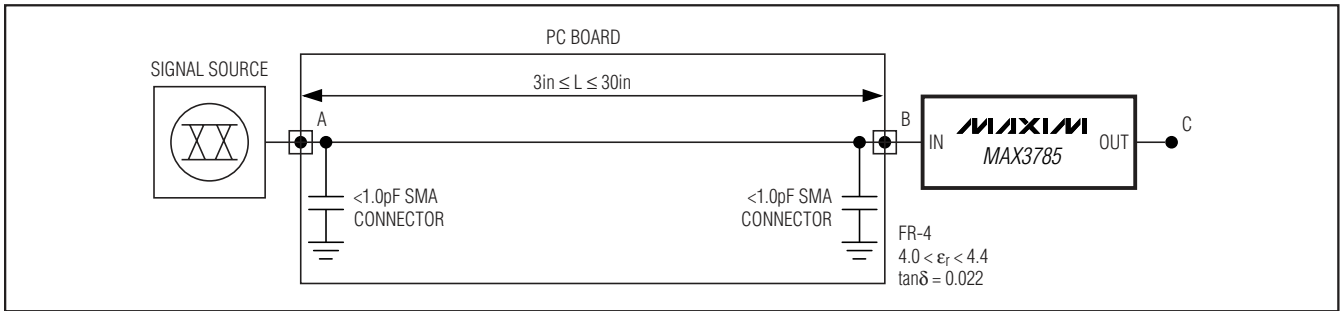 PC BOARD
SIGNAL SOURCE
3in ≤ L ≤ 30in
A
B
C
IN
MAXIM
MAX3785
OUT
<1.0pF SMA
CONNECTOR
<1.0pF SMA
CONNECTOR
FR-4
4.0 < εr < 4.4
tanδ = 0.022